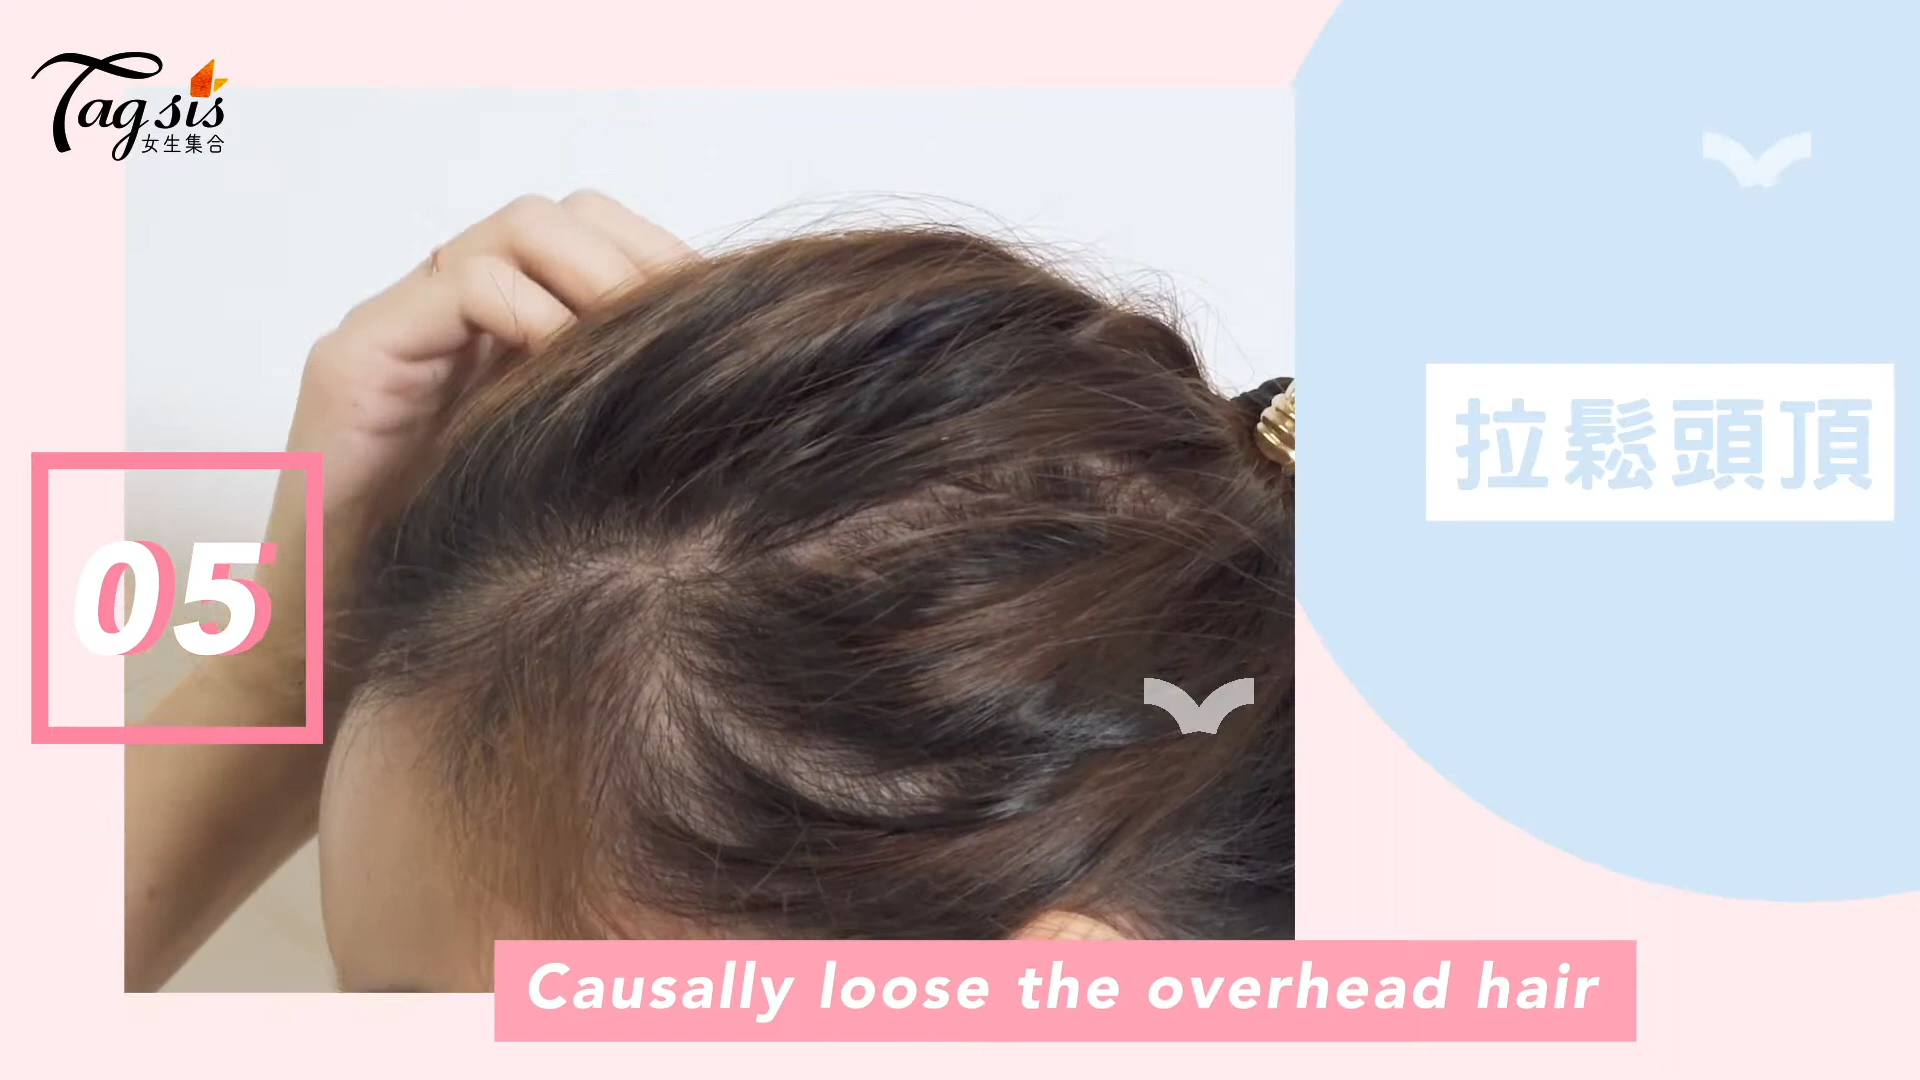 Tagsis
女生集合
拉鬆頭頂
05
Causally loose the overhead hair